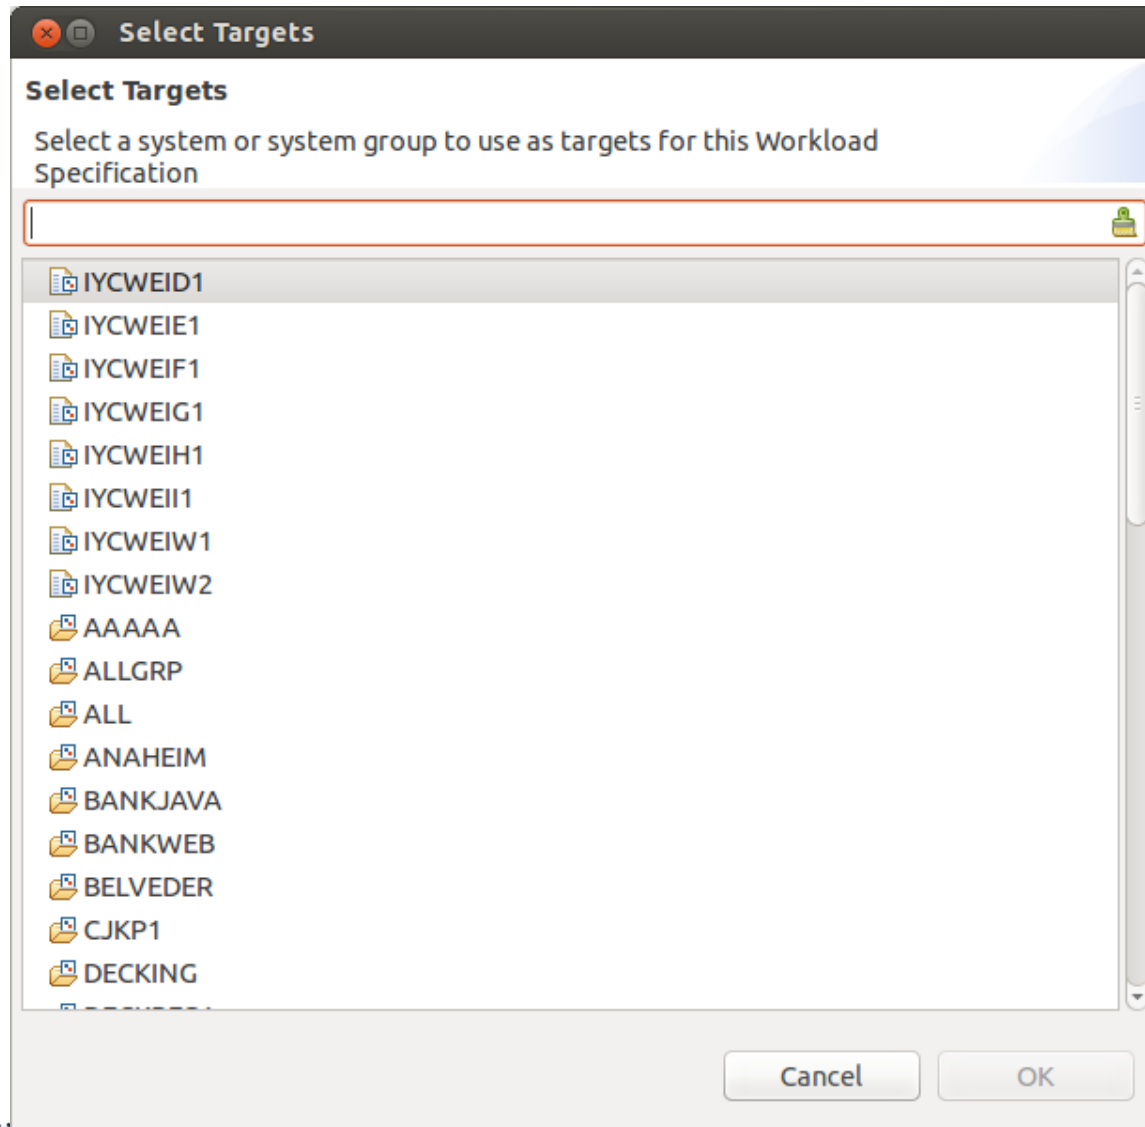 Select Targets
Select Targets
Select a system or system group to use as targets for this Workload
Specification
IYCWEID1
IYCWEIE1
IYCWEIF1
IYCWEIG1
IYCWEIH1
IYCWEII1
IYCWEIW1
IYCWEIW2
AAAAA
ALLGRP
ALL
ANAHEIM
BANKJAVA
BANKWEB
BELVEDER
CJKP1
DECKING
Cancel
OK